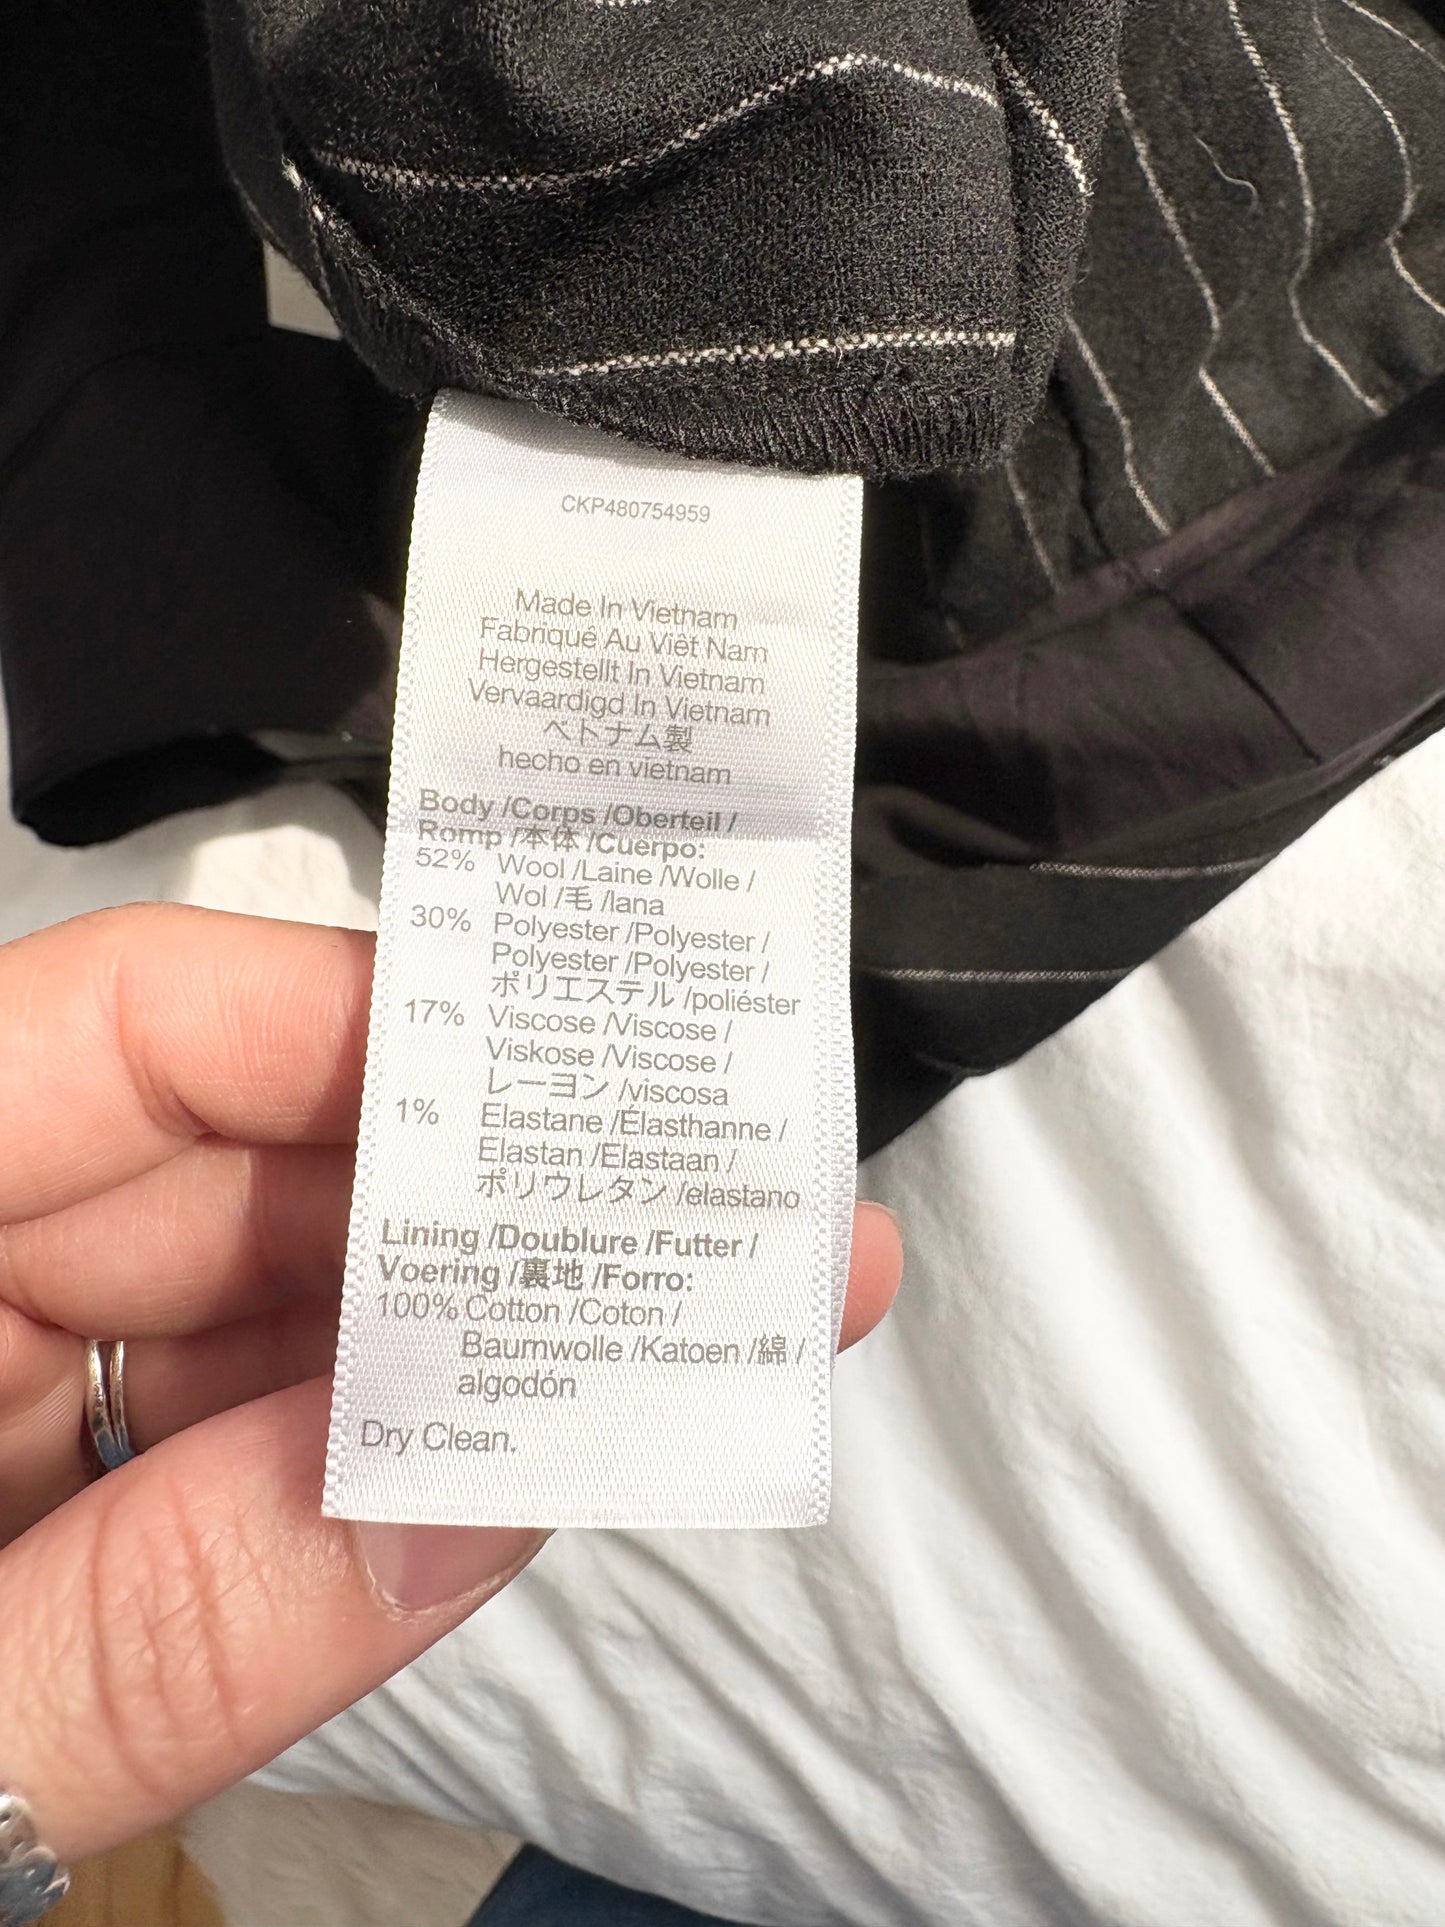 CKP480754959
Made In Vietnam
Fabriqué Au Viêt Nam
Hergestellt In Vietnam
Vervaardigd In Vietnam
ベトナム製
hecho en vietnam
Body /Corps /Oberteil /
Romp /本体 /Cuerpo:
52% Wool /Laine /Wolle /
Wol /毛 /lana
30% Polyester /Polyester /
Polyester /Polyester /
ポリエステル /poliéster
17% Viscose /Viscose /
Viskose /Viscose /
レーヨン /viscosa
1% Elastane /Élasthanne /
Elastan /Elastaan /
ポリウレタン /elastano
Lining /Doublure /Futter /
Voering /裏地 /Forro:
100% Cotton /Coton /
Baumwolle /Katoen /綿 /
algodón
Dry Clean.